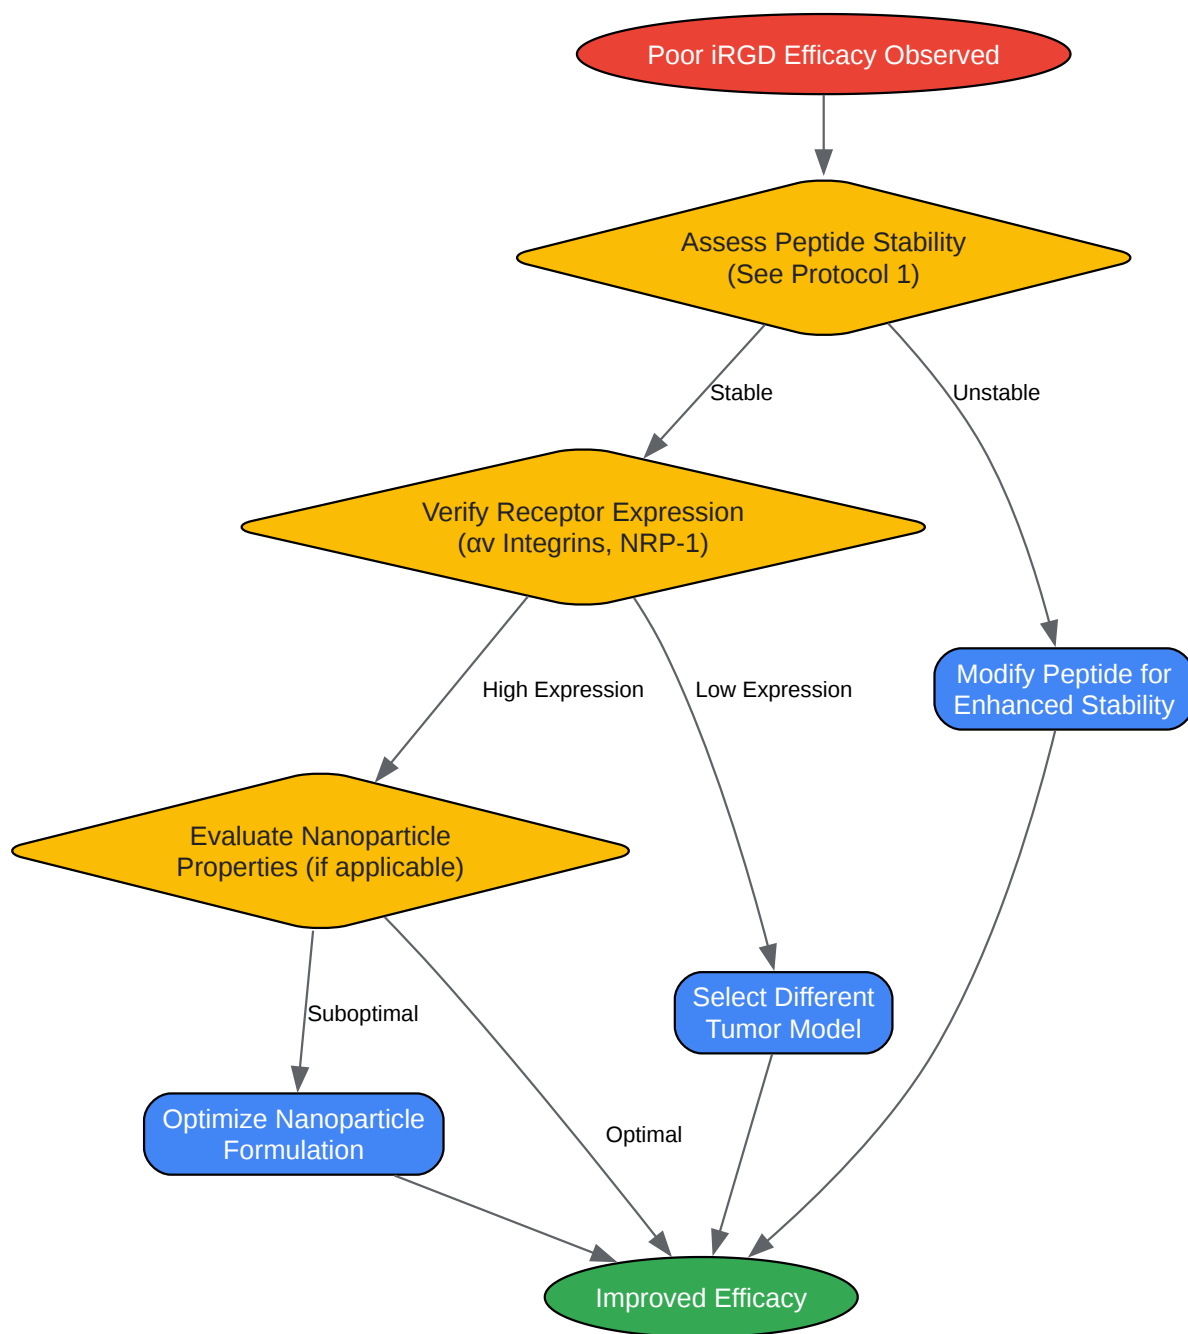 Poor iRGD Efficacy Observed
Assess Peptide Stability
(See Protocol 1)
Stable
Unstable
Verify Receptor Expression
(αv Integrins, NRP-1)
High Expression
Low Expression
Modify Peptide for
Enhanced Stability
Evaluate Nanoparticle
Properties (if applicable)
Suboptimal
Select Different
Tumor Model
Optimize Nanoparticle
Formulation
Optimal
Improved Efficacy